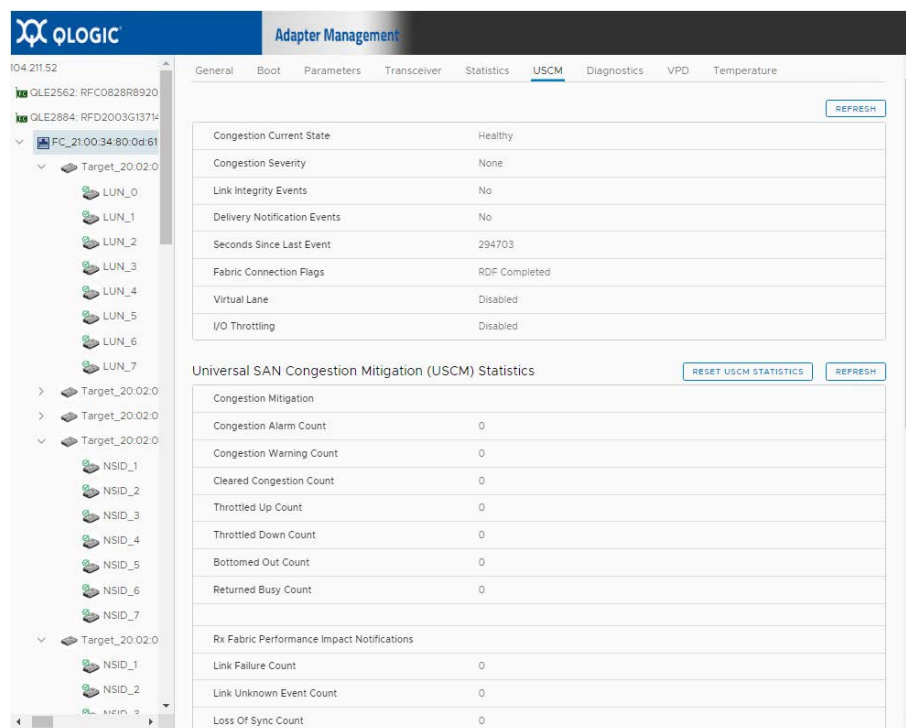 QLOGIC
Adapter Management
104.211.52
QLE2562: RFC0828R8920
QLE2884: RFD2003G13714
FC_21:00:34:80:0d:61
Target_20:02:0
LUN_0
LUN_1
LUN_2
LUN_3
LUN_4
LUN_5
LUN_6
LUN_7
Target_20:02:0
Target_20:02:0
Target_20:02:0
NSID_1
NSID_2
NSID_3
NSID_4
NSID_5
NSID_6
NSID_7
Target_20:02:0
NSID_1
NSID_2
General Boot Parameters Transceiver Statistics USCM Diagnostics VPD Temperature
REFRESH
Congestion Current State Healthy
Congestion Severity None
Link Integrity Events No
Delivery Notification Events No
Seconds Since Last Event 294703
Fabric Connection Flags RDF Completed
Virtual Lane Disabled
I/O Throttling Disabled
Universal SAN Congestion Mitigation (USCM) Statistics RESET USCM STATISTICS REFRESH
Congestion Mitigation
Congestion Alarm Count 0
Congestion Warning Count 0
Cleared Congestion Count 0
Throttled Up Count 0
Throttled Down Count 0
Bottomed Out Count 0
Returned Busy Count 0
Rx Fabric Performance Impact Notifications
Link Failure Count 0
Link Unknown Event Count 0
Loss Of Sync Count 0